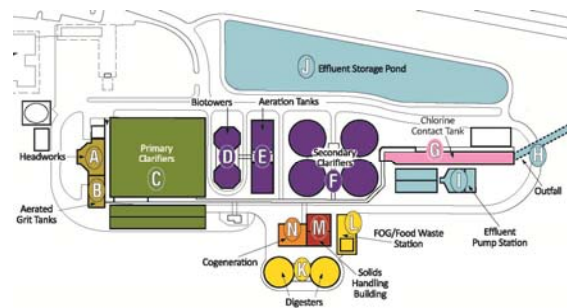 J Effluent Storage Pond
Biotowers
Aeration Tanks
Chlorine
Contact Tank
Headworks
A
Primary
Clarifiers
C
D
E
Secondary
Clarifiers
F
G
H
B
I
Outfall
Aerated
Grit Tanks
N
M
L
FOG/Food Waste
Station
Effluent
Pump Station
Cogeneration
K
Solids
Handling
Building
Digesters